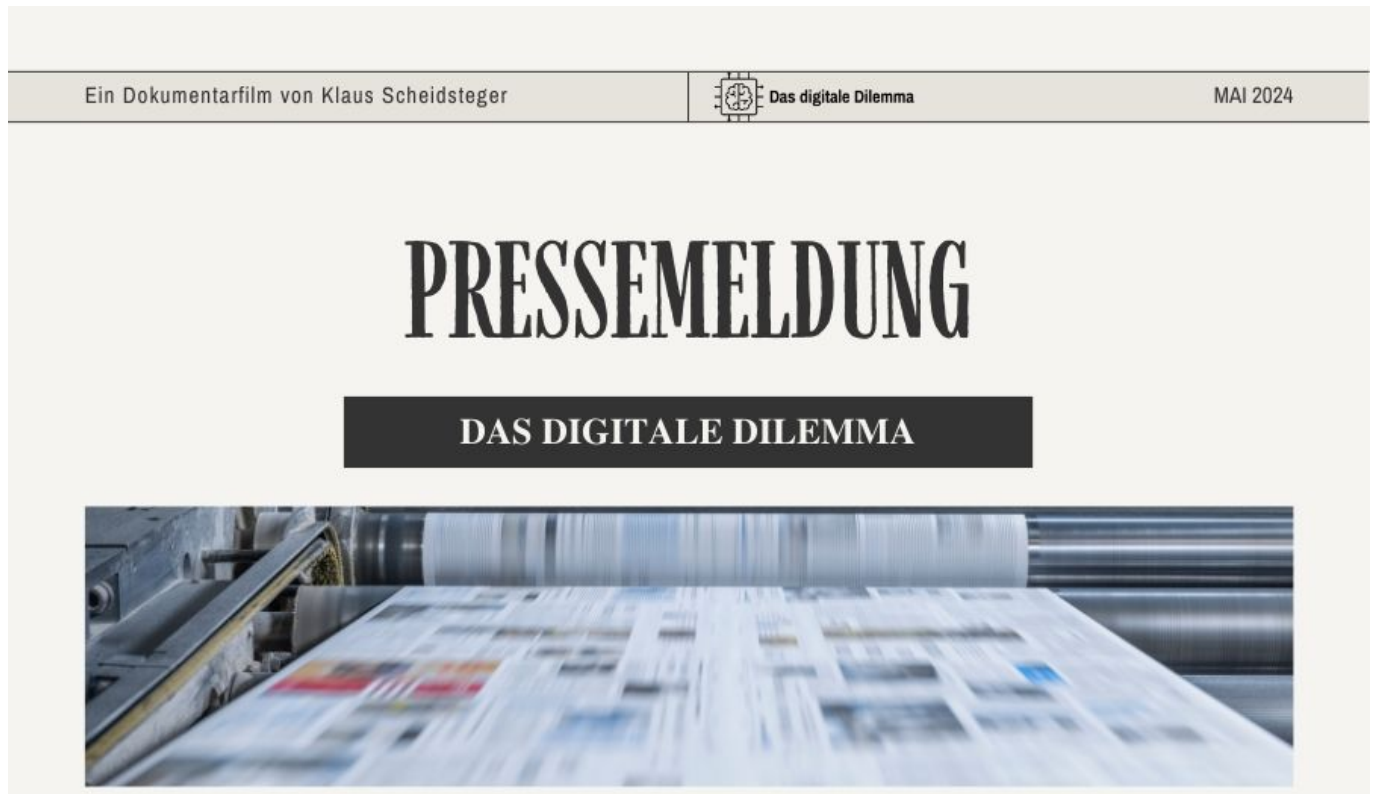 Ein Dokumentarfilm von Klaus Scheidsteger
Das digitale Dilemma
MAI 2024
PRESSEMELDUNG
DAS DIGITALE DILEMMA